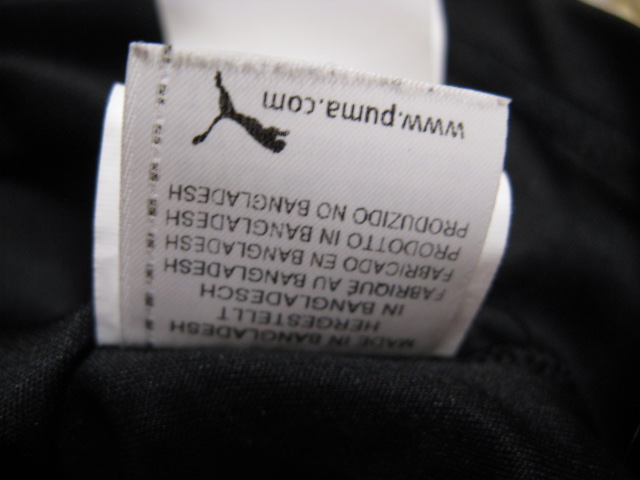 MADE IN BANGLADESH
HERGESTELLT
IN BANGLADESCH
FABRIQUÉ AU BANGLADESH
FABRICADO EN BANGLADESH
PRODOTTO IN BANGLADESH
PRODUZIDO NO BANGLADESH
www.puma.com